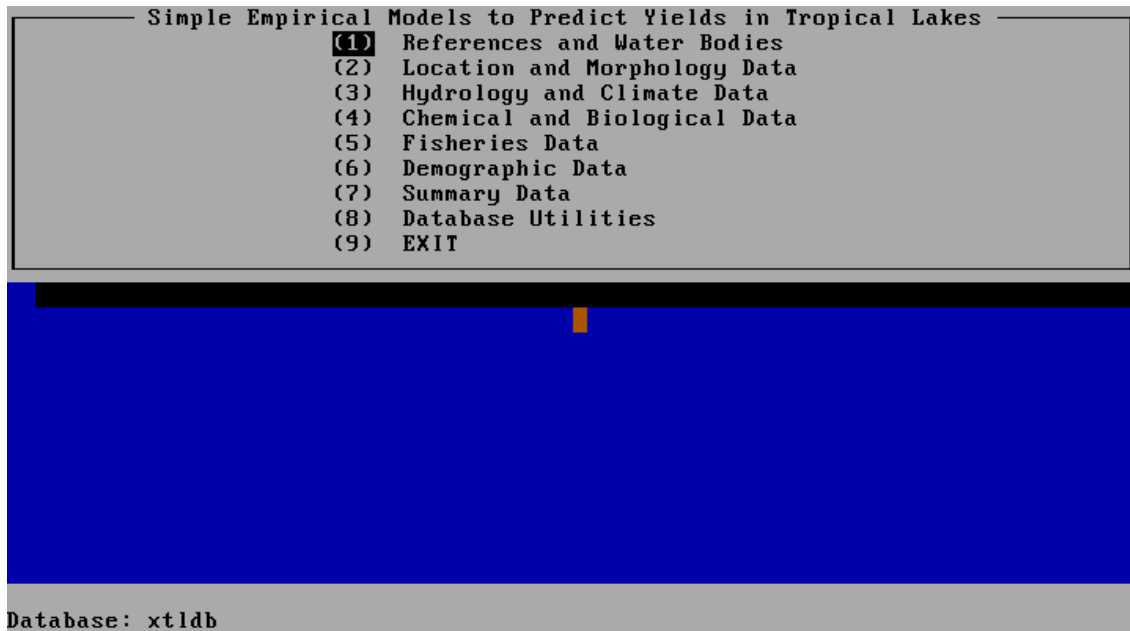 Simple Empirical Models to Predict Yields in Tropical Lakes
(1) References and Water Bodies
(2) Location and Morphology Data
(3) Hydrology and Climate Data
(4) Chemical and Biological Data
(5) Fisheries Data
(6) Demographic Data
(7) Summary Data
(8) Database Utilities
(9) EXIT
Database: xtldb